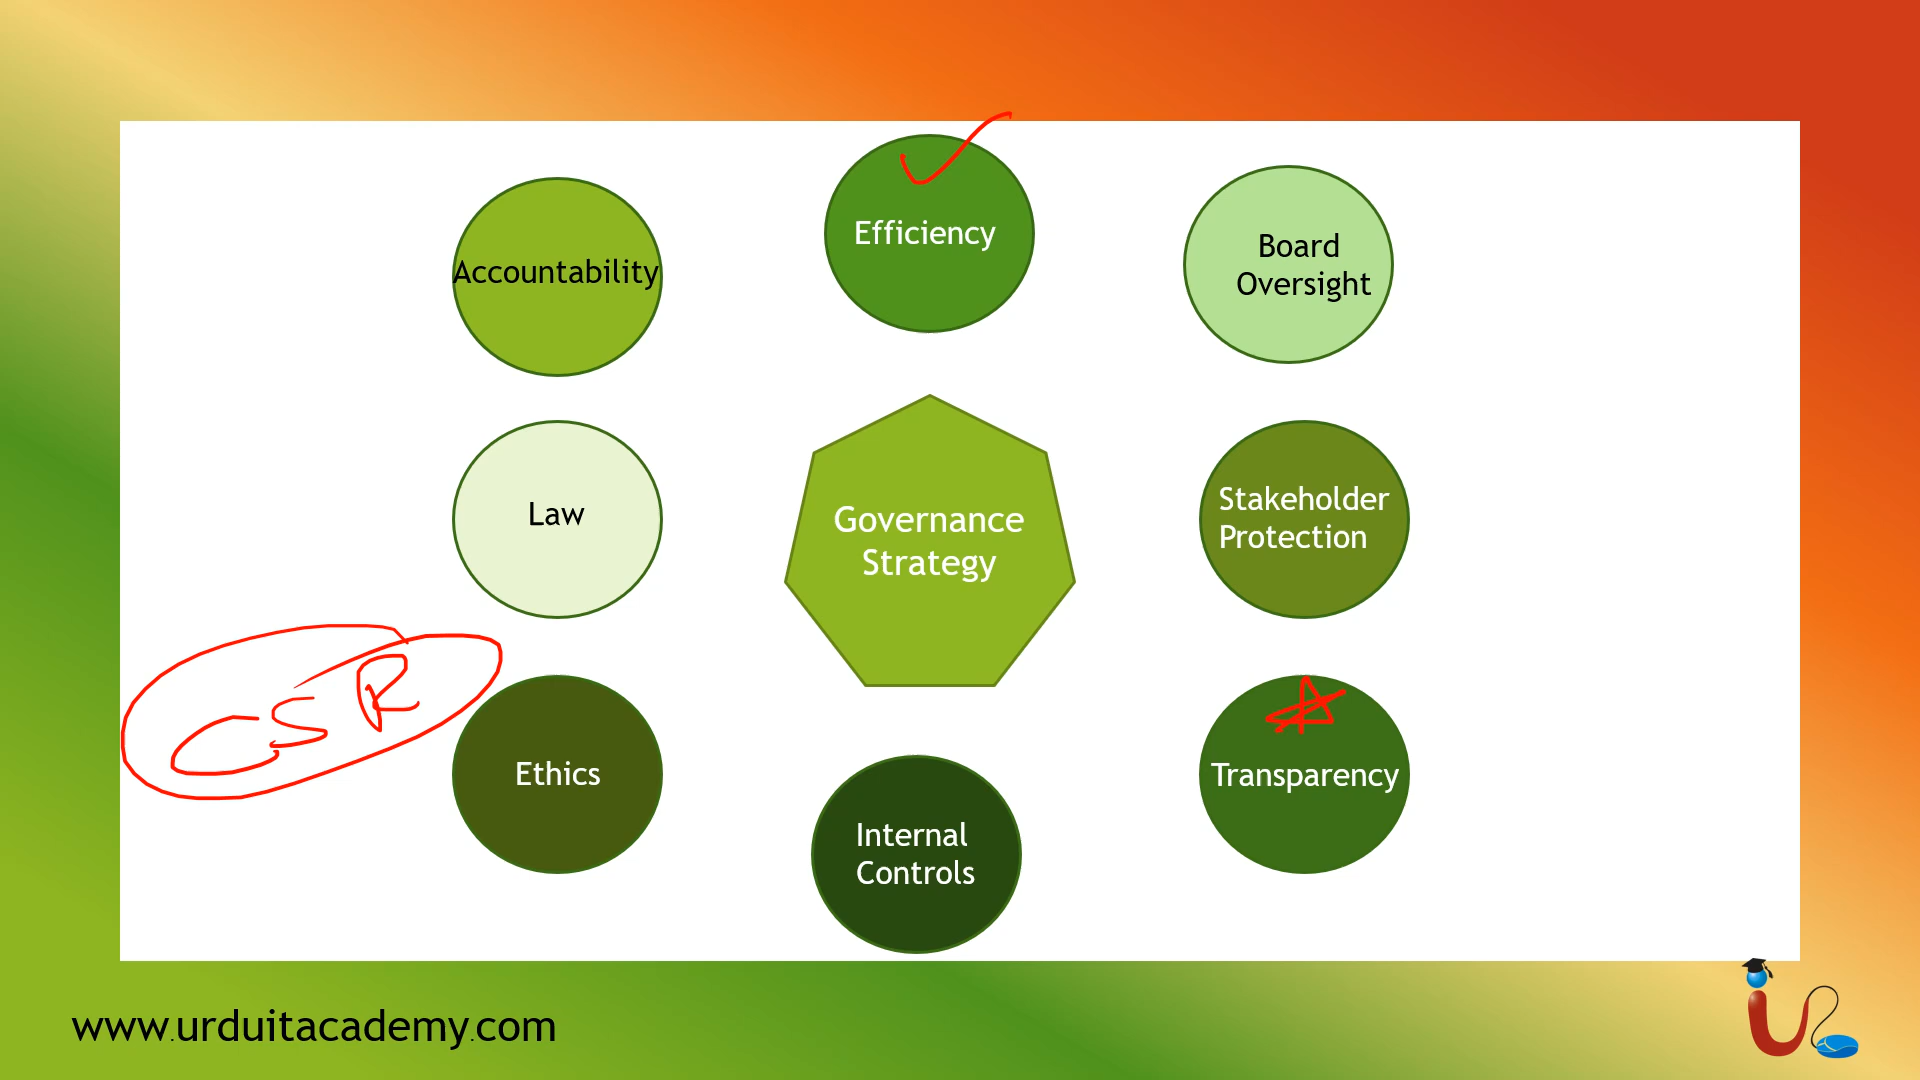 Efficiency
Board
Oversight
Accountability
Governance
Strategy
Law
Stakeholder
Protection
CSR
Ethics
Internal
Controls
Transparency
www.urduitacademy.com